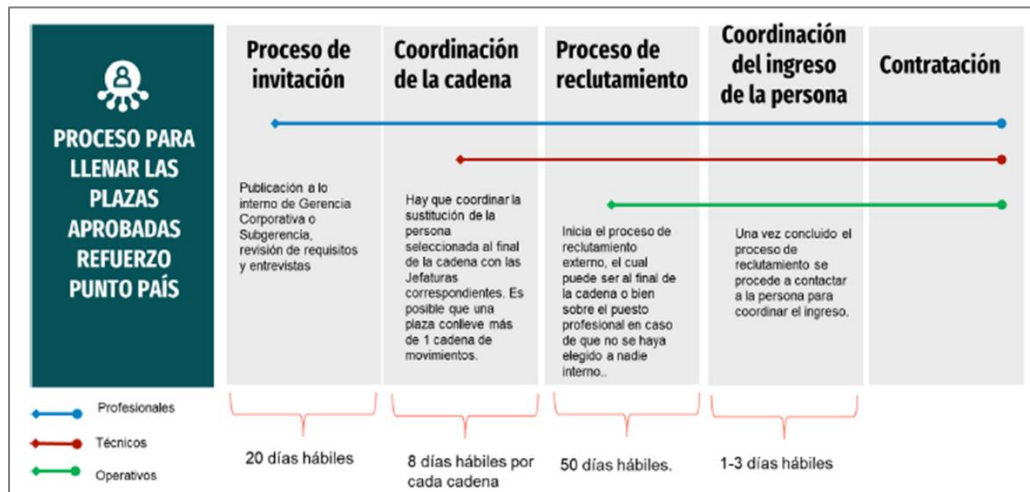 PROCESO PARA
LLENAR LAS
PLAZAS
APROBADAS
REFUERZO
PUNTO PAÍS
Proceso de
invitación
Publicación a lo
interno de Gerencia
Corporativa o
Subgerencia,
revisión de requisitos
y entrevistas
Coordinación
de la cadena
Hay que coordinar la
sustitución de la
persona
seleccionada al final
de la cadena con las
Jefaturas
correspondientes. Es
posible que una
plaza conlleve más
de 1 cadena de
movimientos.
Proceso de
reclutamiento
Inicia el proceso de
reclutamiento
externo, el cual
puede ser al final de
la cadena o bien
sobre el puesto
profesional en caso
de que no se haya
elegido a nadie
interno..
Coordinación
del ingreso
de la persona
Una vez concluido el
proceso de
reclutamiento se
procede a contactar
a la persona para
coordinar el ingreso.
Contratación
Profesionales
Técnicos
Operativos
20 días hábiles
8 días hábiles por
cada cadena
50 días hábiles.
1-3 días hábiles